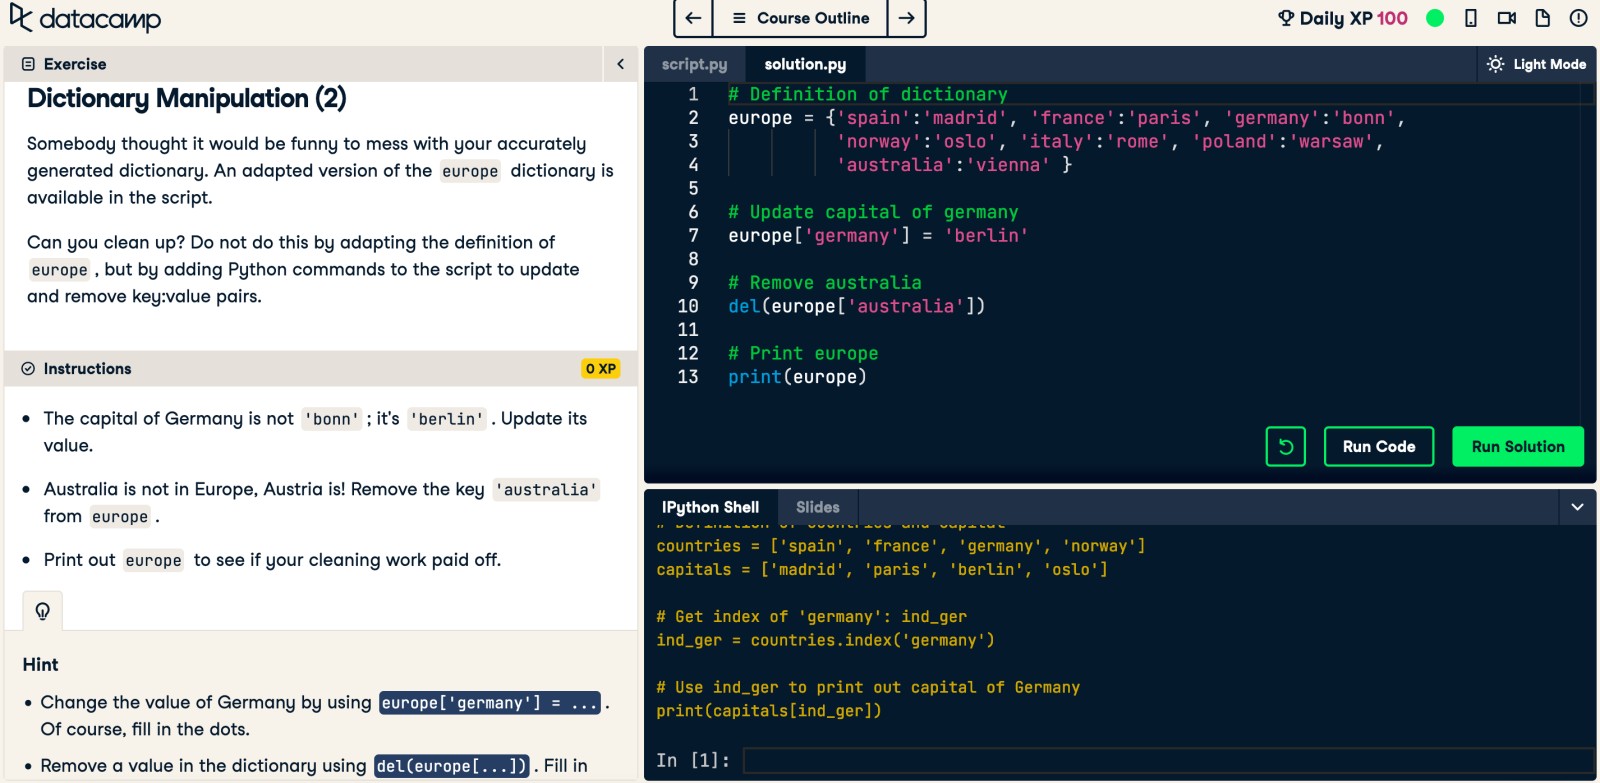 datacamp
Course Outline
Daily XP 100
Exercise
Dictionary Manipulation (2)
Somebody thought it would be funny to mess with your accurately
generated dictionary. An adapted version of the europe dictionary is
available in the script.
Can you clean up? Do not do this by adapting the definition of
europe , but by adding Python commands to the script to update
and remove key:value pairs.
Instructions
0 XP
The capital of Germany is not 'bonn' ; it's 'berlin' . Update its
value.
Australia is not in Europe, Austria is! Remove the key 'australia'
from europe .
Print out europe to see if your cleaning work paid off.
Hint
Change the value of Germany by using europe['germany'] = ... .
Of course, fill in the dots.
Remove a value in the dictionary using del(europe[...]) . Fill in
script.py
solution.py
Light Mode
1 # Definition of dictionary
2 europe = {'spain':'madrid', 'france':'paris', 'germany':'bonn',
3 'norway':'oslo', 'italy':'rome', 'poland':'warsaw',
4 'australia':'vienna' }
5
6 # Update capital of germany
7 europe['germany'] = 'berlin'
8
9 # Remove australia
10 del(europe['australia'])
11
12 # Print europe
13 print(europe)
Run Code
Run Solution
IPython Shell
Slides
# Definition of countries and capital
countries = ['spain', 'france', 'germany', 'norway']
capitals = ['madrid', 'paris', 'berlin', 'oslo']
# Get index of 'germany': ind_ger
ind_ger = countries.index('germany')
# Use ind_ger to print out capital of Germany
print(capitals[ind_ger])
In [1]: